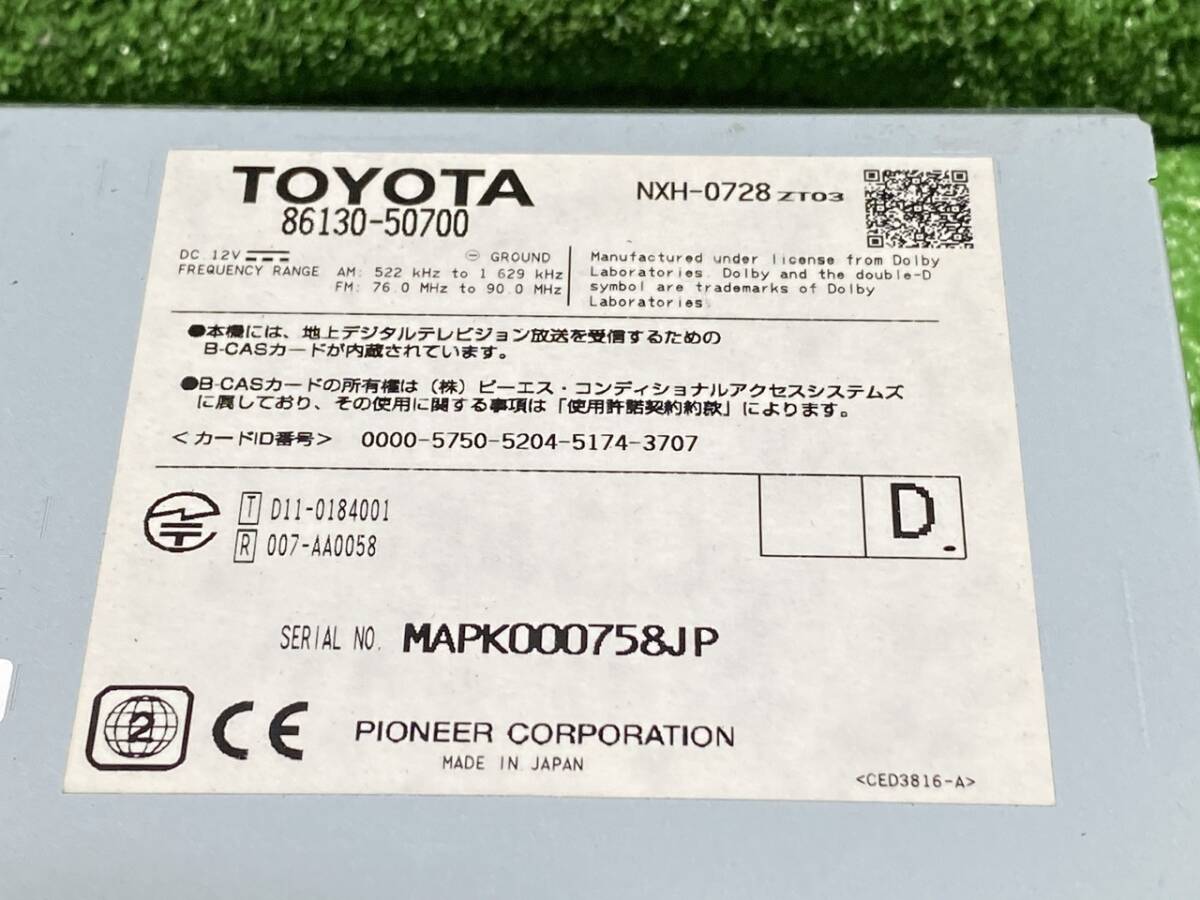 TOYOTA
86130-50700
NXH-0728 ZT03
DC 12V ⊖ GROUND
FREQUENCY RANGE AM: 522 kHz to 1 629 kHz
FM: 76.0 MHz to 90.0 MHz
Manufactured under license from Dolby
Laboratories. Dolby and the double-D
symbol are trademarks of Dolby
Laboratories.
●本機には、地上デジタルテレビジョン放送を受信するための
B-CASカードが内蔵されています。
●B-CASカードの所有権は（株）ビーエス・コンディショナルアクセスシステムズ
に属しており、その使用に関する事項は「使用許諾契約約款」によります。
<カードID番号> 0000-5750-5204-5174-3707
T D11-0184001
R 007-AA0058
D.
SERIAL NO. MAPK000758JP
2 CE PIONEER CORPORATION
MADE IN JAPAN
<CED3816-A>